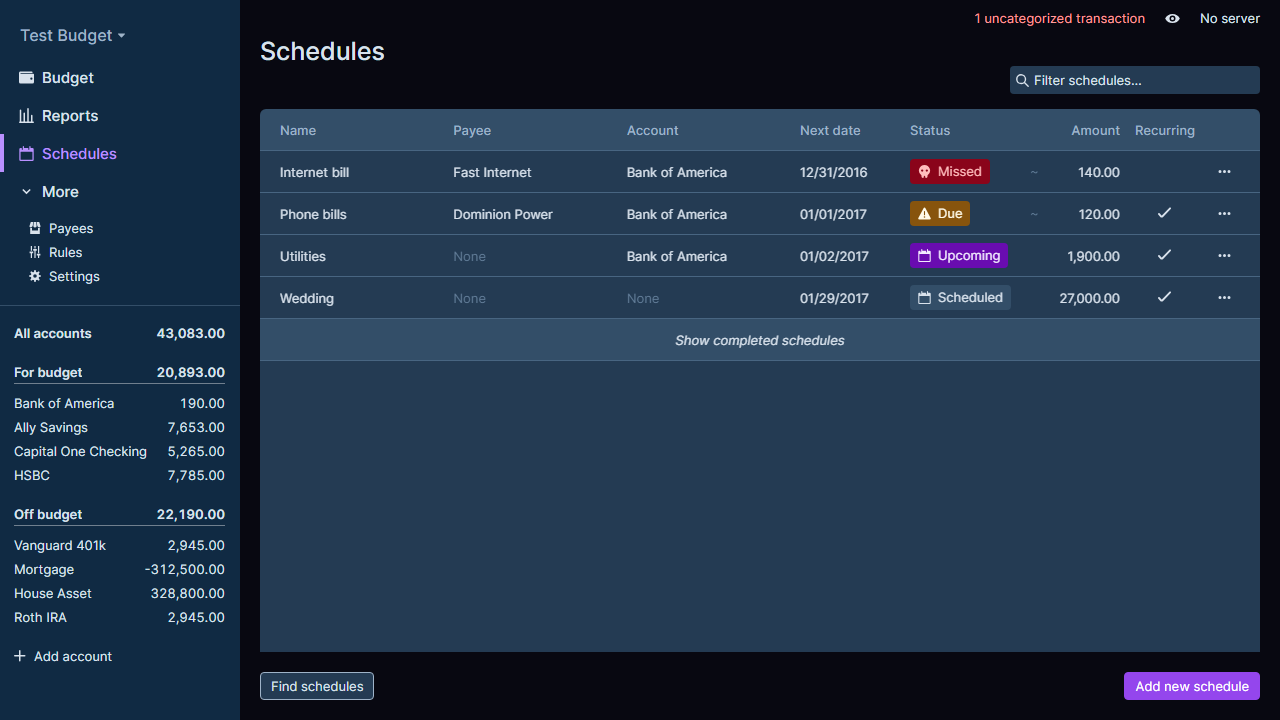 Test Budget
Budget
Reports
Schedules
More
Payees
Rules
Settings
All accounts 43,083.00
For budget 20,893.00
Bank of America 190.00
Ally Savings 7,653.00
Capital One Checking 5,265.00
HSBC 7,785.00
Off budget 22,190.00
Vanguard 401k 2,945.00
Mortgage -312,500.00
House Asset 328,800.00
Roth IRA 2,945.00
Add account
1 uncategorized transaction No server
Schedules
Filter schedules...
Name Payee Account Next date Status Amount Recurring
Internet bill Fast Internet Bank of America 12/31/2016 Missed ~ 140.00
Phone bills Dominion Power Bank of America 01/01/2017 Due ~ 120.00
Utilities None Bank of America 01/02/2017 Upcoming 1,900.00
Wedding None None 01/29/2017 Scheduled 27,000.00
Show completed schedules
Find schedules Add new schedule